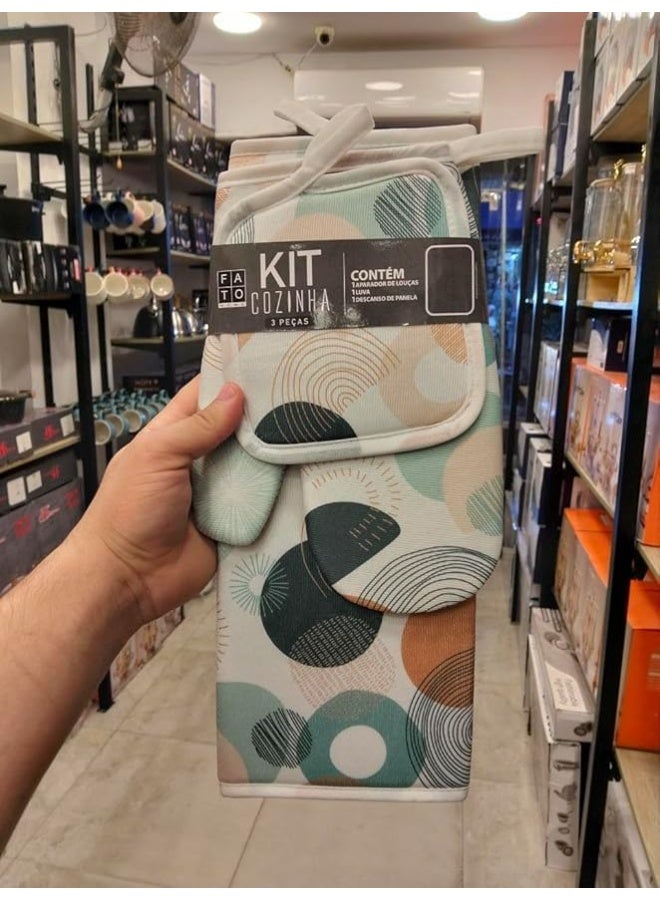 FA
TO
KIT
COZINHA
3 PEÇAS
CONTÉM
1 APARADOR DE LOUÇAS
1 LUVA
1 DESCANSO DE PANELA